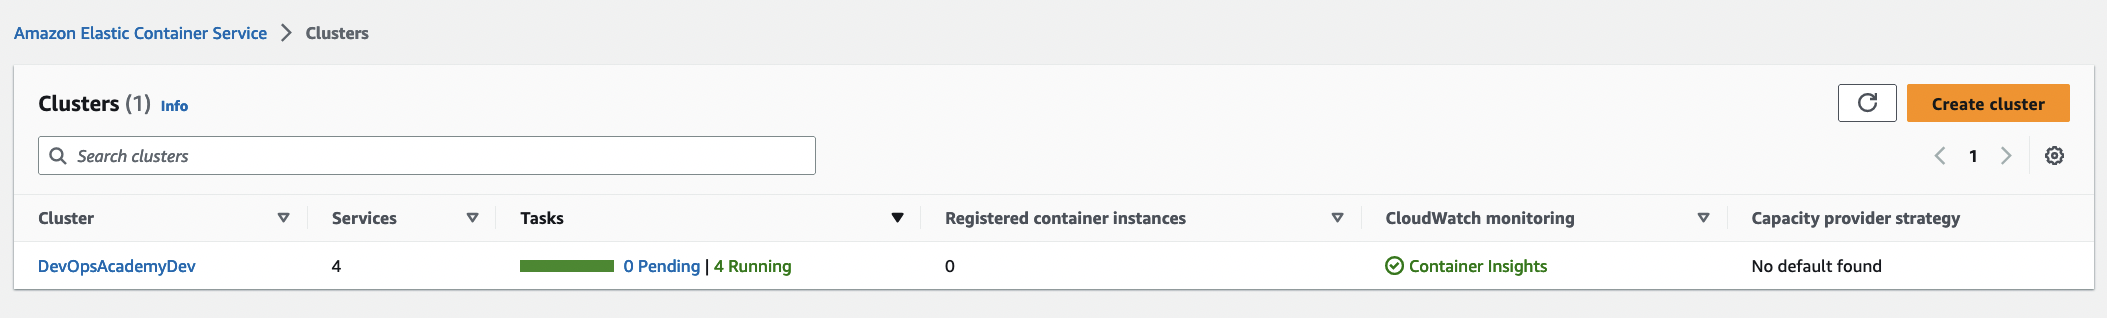 Amazon Elastic Container Service > Clusters
Clusters (1) Info
Create cluster
Search clusters
1
Cluster Services Tasks Registered container instances CloudWatch monitoring Capacity provider strategy
DevOpsAcademyDev 4 0 Pending | 4 Running 0 Container Insights No default found